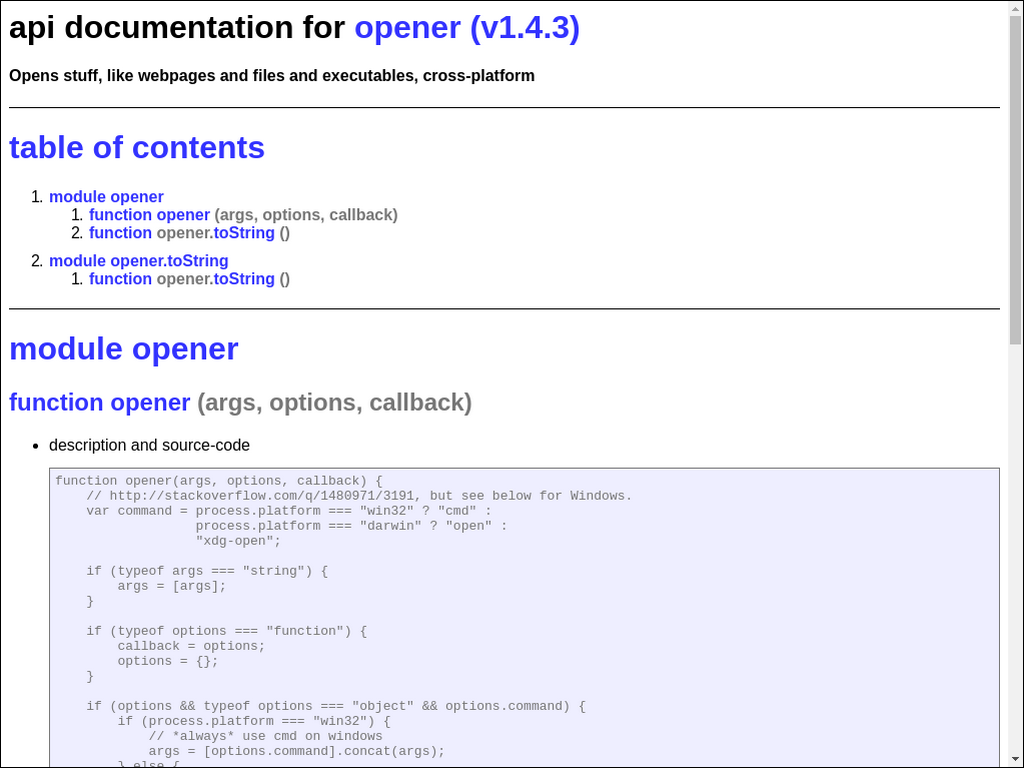 api documentation for opener (v1.4.3)
Opens stuff, like webpages and files and executables, cross-platform
table of contents
1. module opener
1. function opener (args, options, callback)
2. function opener.toString ()
2. module opener.toString
1. function opener.toString ()
module opener
function opener (args, options, callback)
• description and source-code
function opener(args, options, callback) {
    // http://stackoverflow.com/q/1480971/3191, but see below for Windows.
    var command = process.platform === "win32" ? "cmd" :
                  process.platform === "darwin" ? "open" :
                  "xdg-open";
    if (typeof args === "string") {
        args = [args];
    }
    if (typeof options === "function") {
        callback = options;
        options = {};
    }
    if (options && typeof options === "object" && options.command) {
        if (process.platform === "win32") {
            // *always* use cmd on windows
            args = [options.command].concat(args);
        } else {